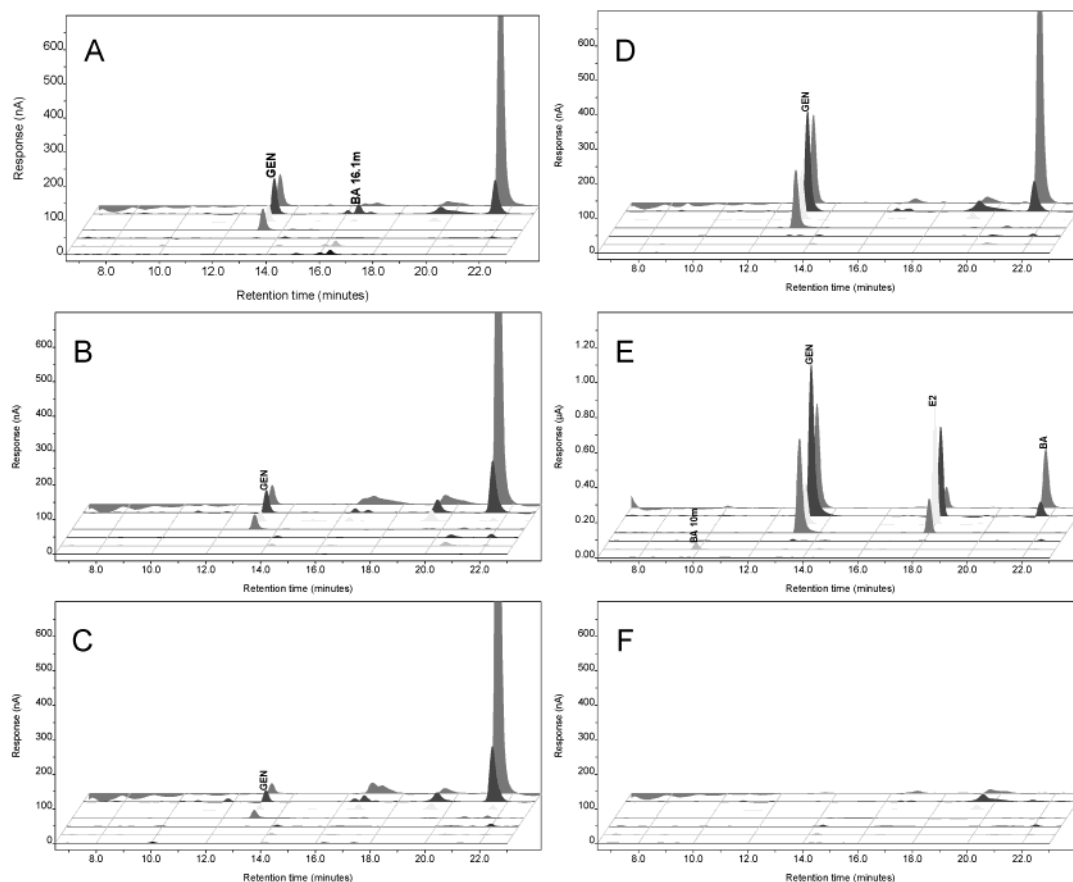 A
600
500
400
300
200
100
0
Response (nA)
GEN
BA 16.1m
8.0 10.0 12.0 14.0 16.0 18.0 20.0 22.0
Retention time (minutes)
D
600
500
400
300
200
100
0
Response (nA)
GEN
8.0 10.0 12.0 14.0 16.0 18.0 20.0 22.0
Retention time (minutes)
B
600
500
400
300
200
100
0
Response (nA)
GEN
8.0 10.0 12.0 14.0 16.0 18.0 20.0 22.0
Retention time (minutes)
E
1.20
1.00
0.80
0.60
0.40
0.20
0.00
Response (µA)
BA 10m
GEN
E2
BA
8.0 10.0 12.0 14.0 16.0 18.0 20.0 22.0
Retention time (minutes)
C
600
500
400
300
200
100
0
Response (nA)
GEN
8.0 10.0 12.0 14.0 16.0 18.0 20.0 22.0
Retention time (minutes)
F
600
500
400
300
200
100
0
Response (nA)
8.0 10.0 12.0 14.0 16.0 18.0 20.0 22.0
Retention time (minutes)